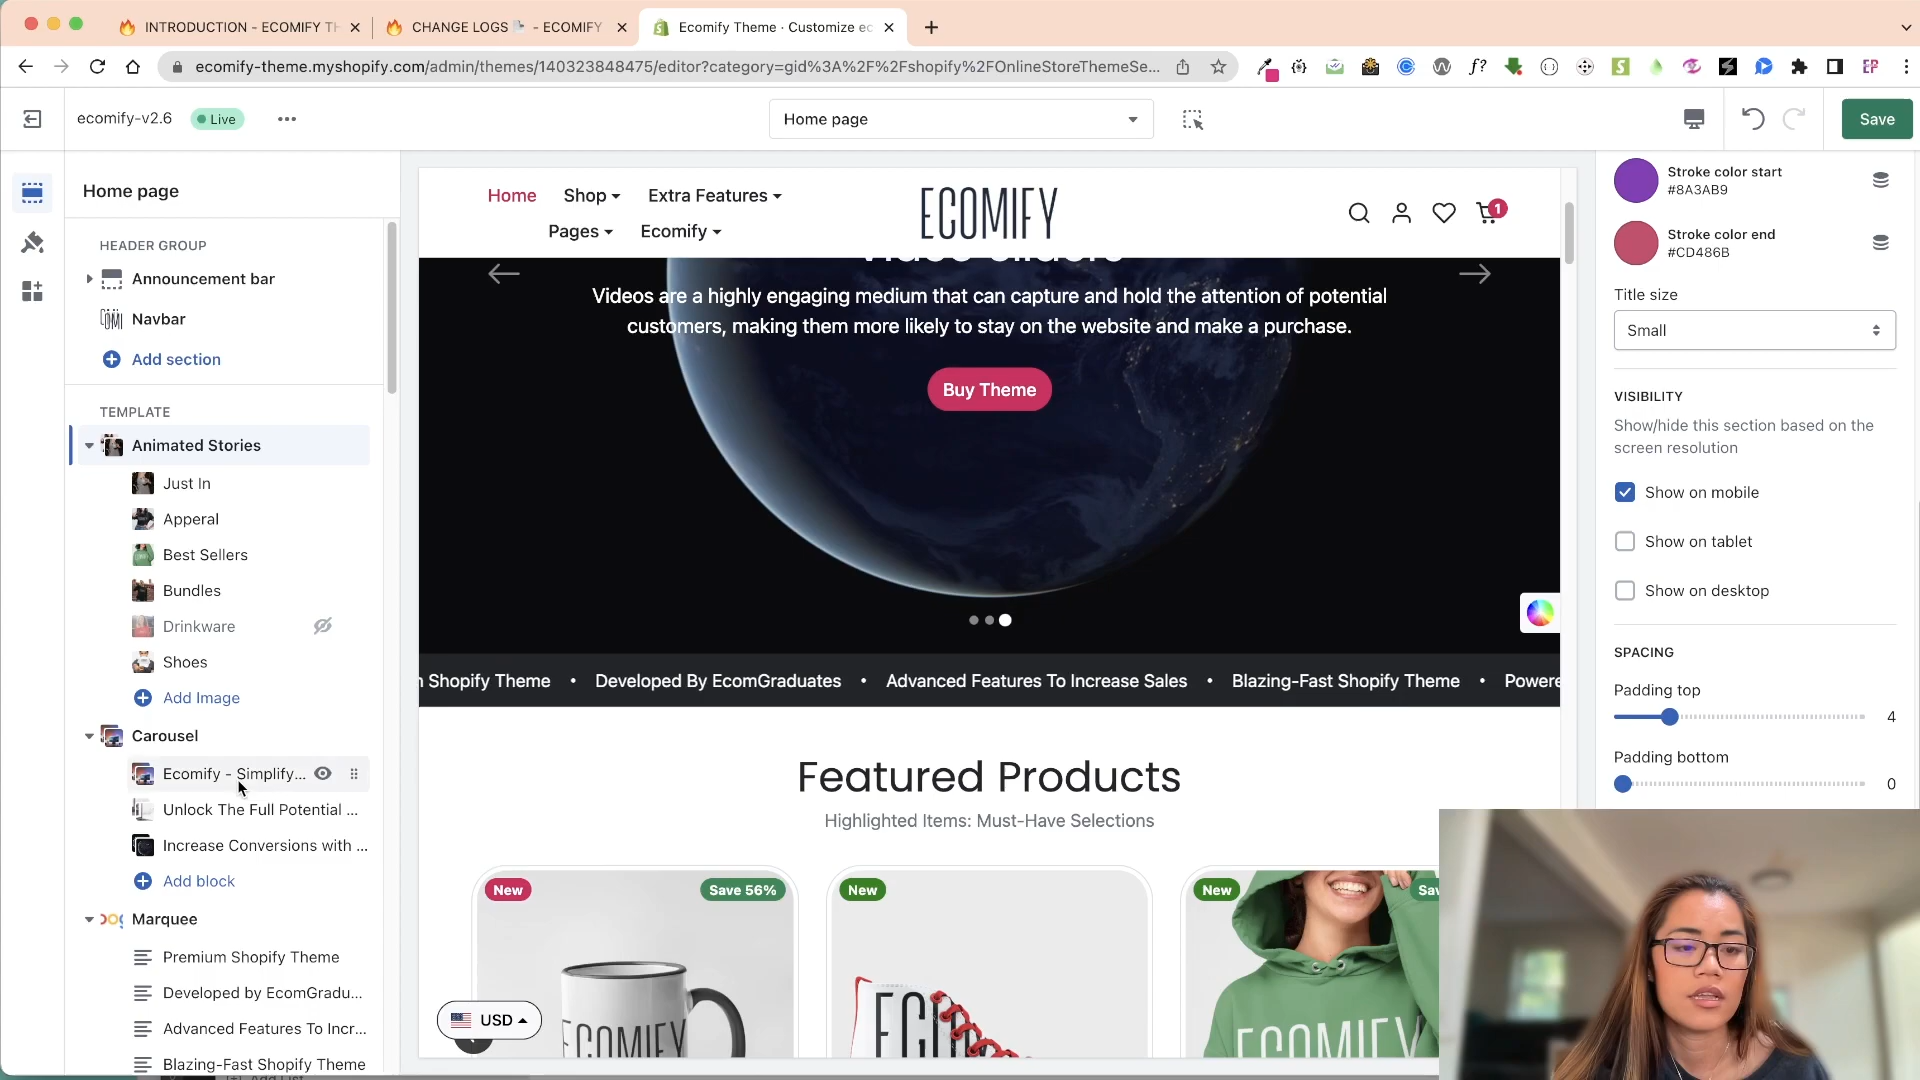 INTRODUCTION - ECOMIFY TH
CHANGE LOGS - ECOMIFY
Ecomify Theme · Customize ec
ecomify-theme.myshopify.com/admin/themes/140323848475/editor?category=gid%3A%2F%2Fshopify%2FOnlineStoreThemeSe...
ecomify-v2.6
Live
Home page
Save
Home page
HEADER GROUP
Announcement bar
Navbar
Add section
TEMPLATE
Animated Stories
Just In
Apperal
Best Sellers
Bundles
Drinkware
Shoes
Add Image
Carousel
Ecomify - Simplify...
Unlock The Full Potential ...
Increase Conversions with ...
Add block
Marquee
Premium Shopify Theme
Developed by EcomGradu...
Advanced Features To Incr...
Blazing-Fast Shopify Theme
Home
Shop
Extra Features
Pages
Ecomify
ECOMIFY
1
Videos are a highly engaging medium that can capture and hold the attention of potential
customers, making them more likely to stay on the website and make a purchase.
Buy Theme
Shopify Theme • Developed By EcomGraduates • Advanced Features To Increase Sales • Blazing-Fast Shopify Theme • Powere
Featured Products
Highlighted Items: Must-Have Selections
New
Save 56%
New
New
Sav
ECOMIFY
ECOMIFY
USD
Stroke color start
#8A3AB9
Stroke color end
#CD486B
Title size
Small
VISIBILITY
Show/hide this section based on the
screen resolution
Show on mobile
Show on tablet
Show on desktop
SPACING
Padding top
4
Padding bottom
0